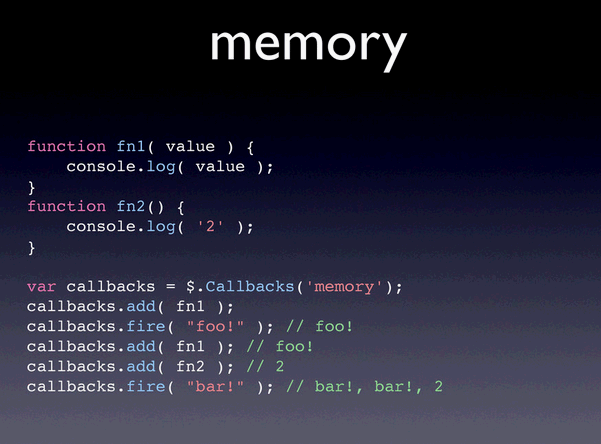 memory
function fn1( value ) {
    console.log( value );
}
function fn2() {
    console.log( '2' );
}
var callbacks = $.Callbacks('memory');
callbacks.add( fn1 );
callbacks.fire( "foo!" ); // foo!
callbacks.add( fn1 ); // foo!
callbacks.add( fn2 ); // 2
callbacks.fire( "bar!" ); // bar!, bar!, 2